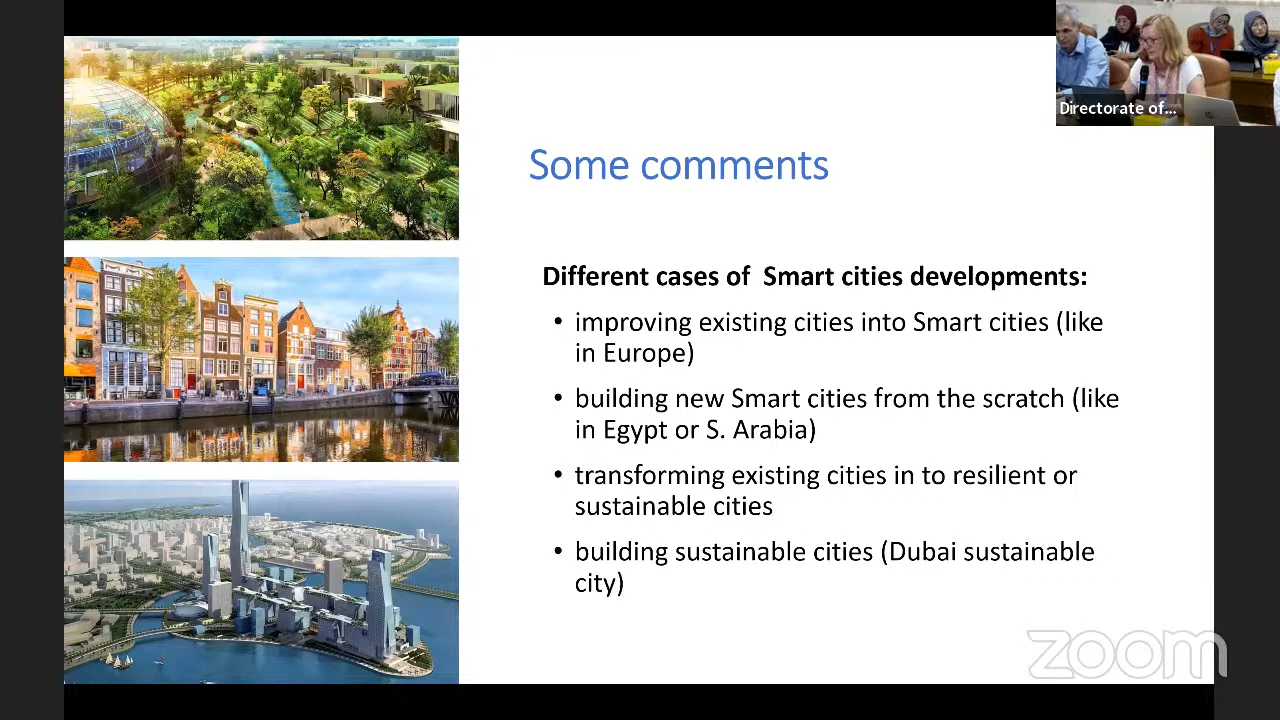 Directorate of...
Some comments
Different cases of Smart cities developments:
• improving existing cities into Smart cities (like
in Europe)
• building new Smart cities from the scratch (like
in Egypt or S. Arabia)
• transforming existing cities in to resilient or
sustainable cities
• building sustainable cities (Dubai sustainable
city)
zoom